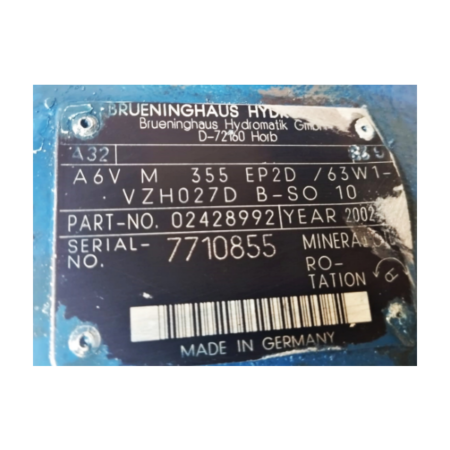 BRUENINGHAUS
Brueninghaus Hydromatik GmbH
D-72160 Horb
A32
A6V M 355 EP2D /63W1-
VZH027D B-SO 10
PART-NO. 02428992 YEAR 2002
SERIAL-NO. 7710855
RO-TATION
MADE IN GERMANY